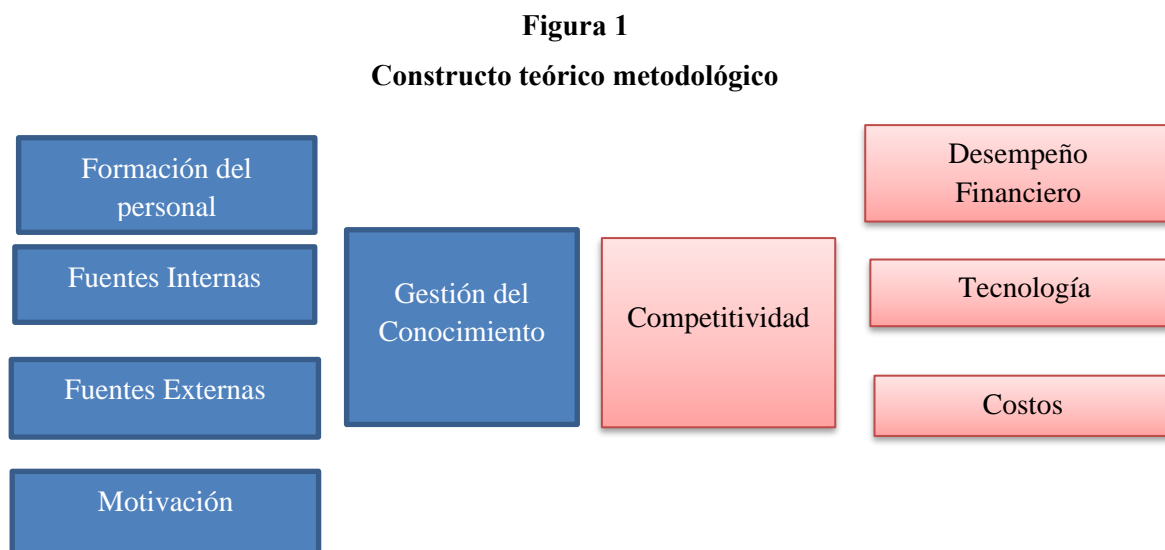 Figura 1
Constructo teórico metodológico
Formación del
personal
Fuentes Internas
Fuentes Externas
Motivación
Gestión del
Conocimiento
Competitividad
Desempeño
Financiero
Tecnología
Costos